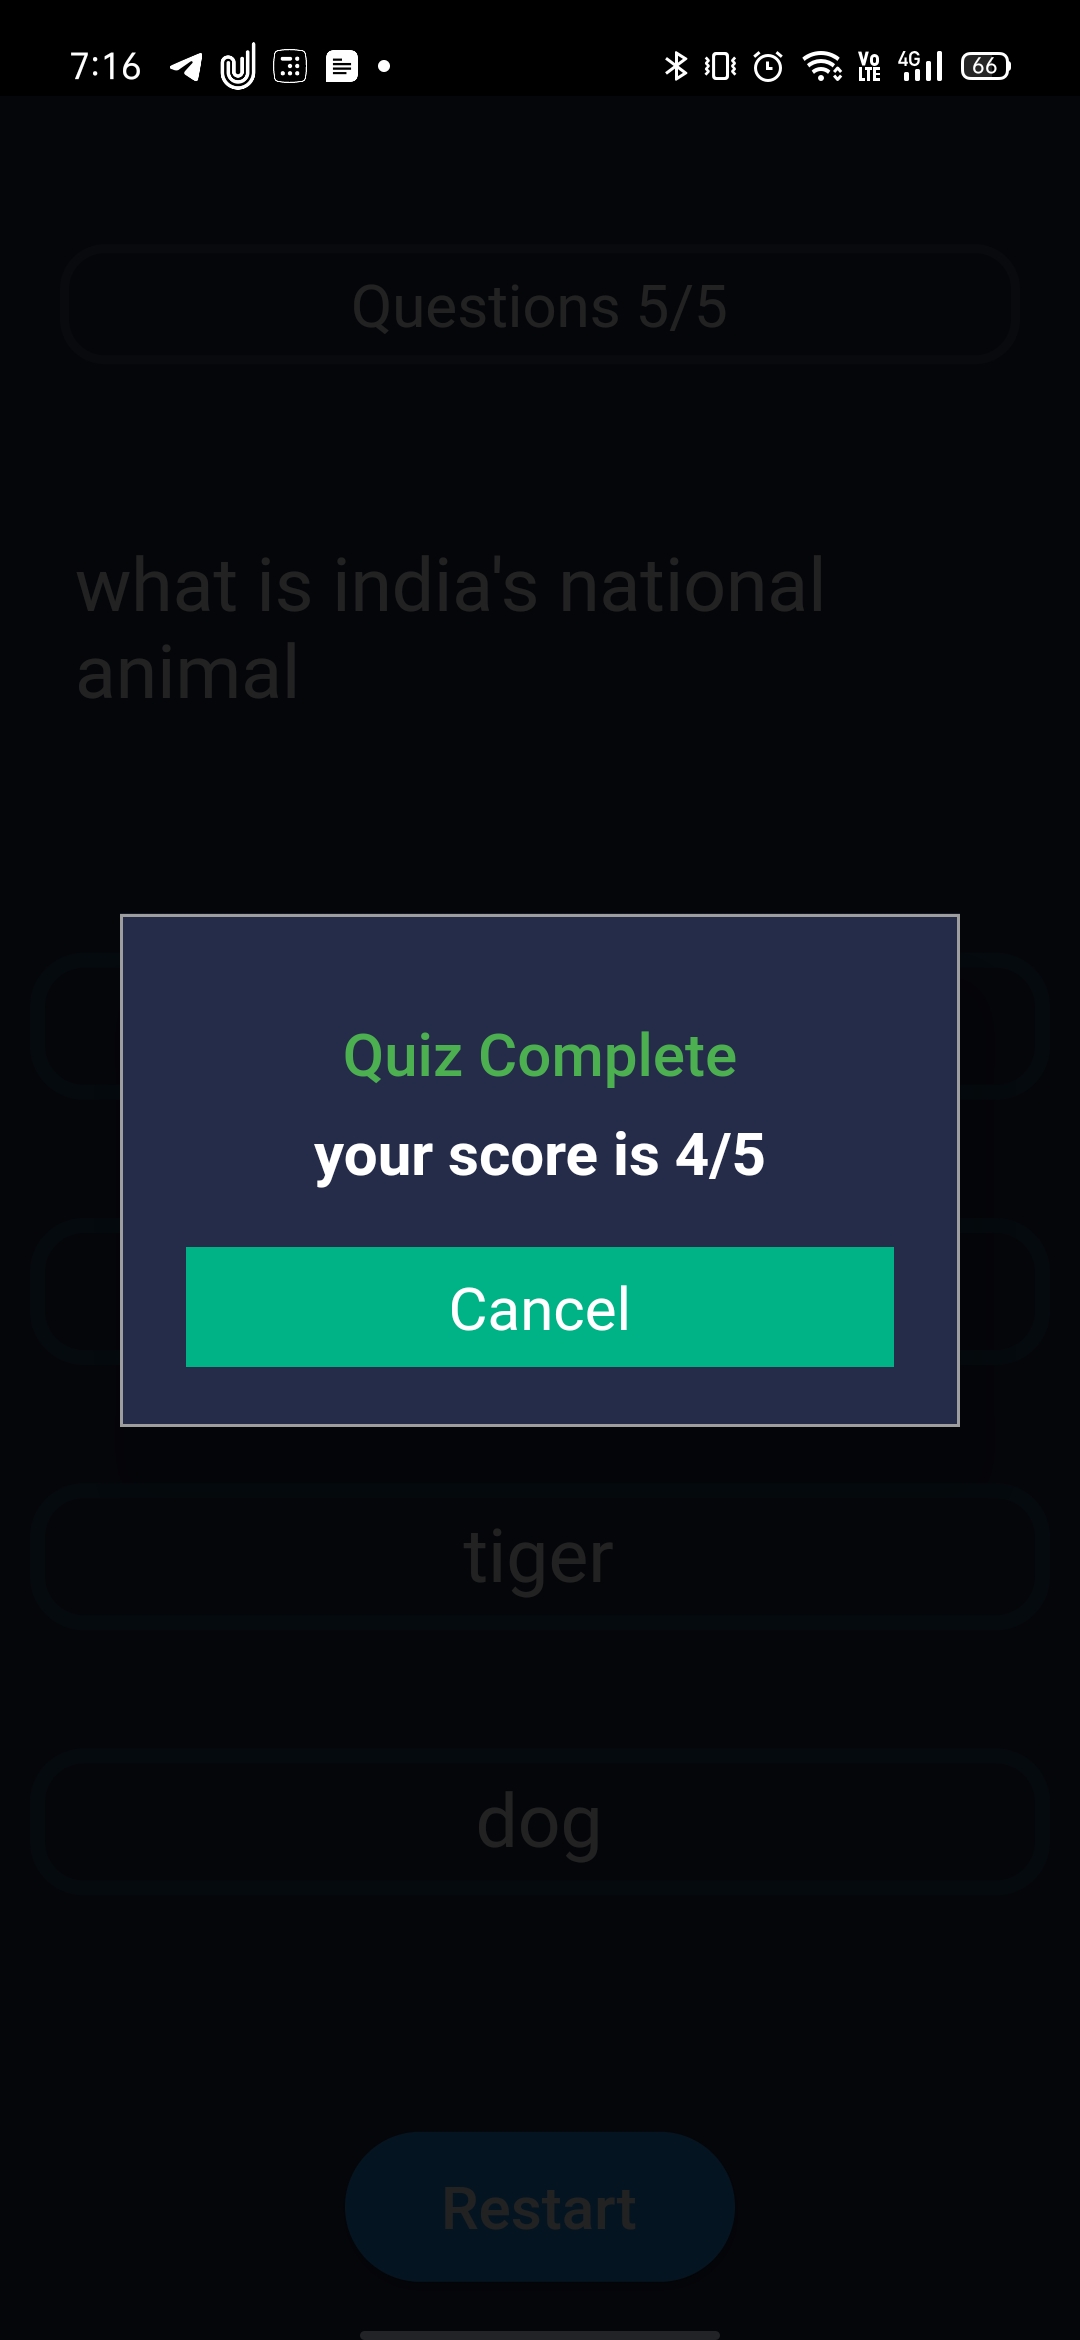 7:16
Vo
LTE
4G
66
Questions 5/5
what is india's national
animal
Quiz Complete
your score is 4/5
Cancel
tiger
dog
Restart